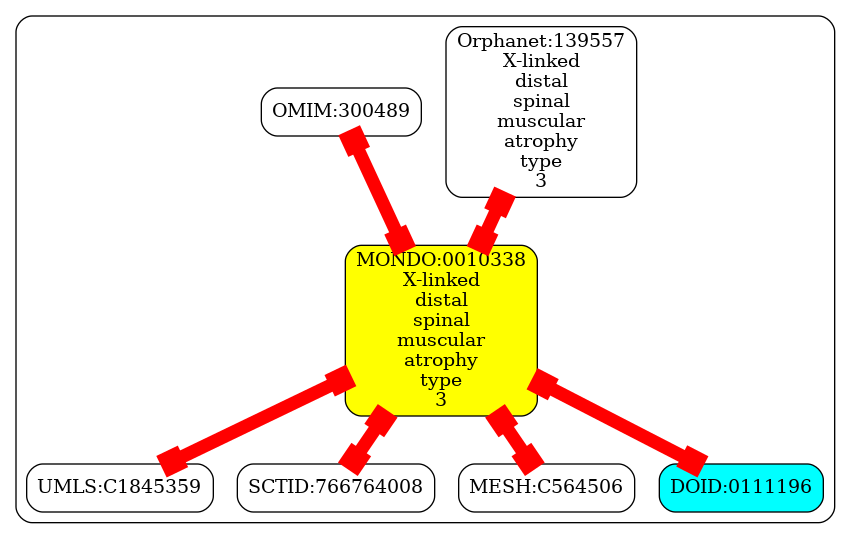 Orphanet:139557
X-linked
distal
spinal
muscular
atrophy
type
3
OMIM:300489
MONDO:0010338
X-linked
distal
spinal
muscular
atrophy
type
3
UMLS:C1845359
SCTID:766764008
MESH:C564506
DOID:0111196